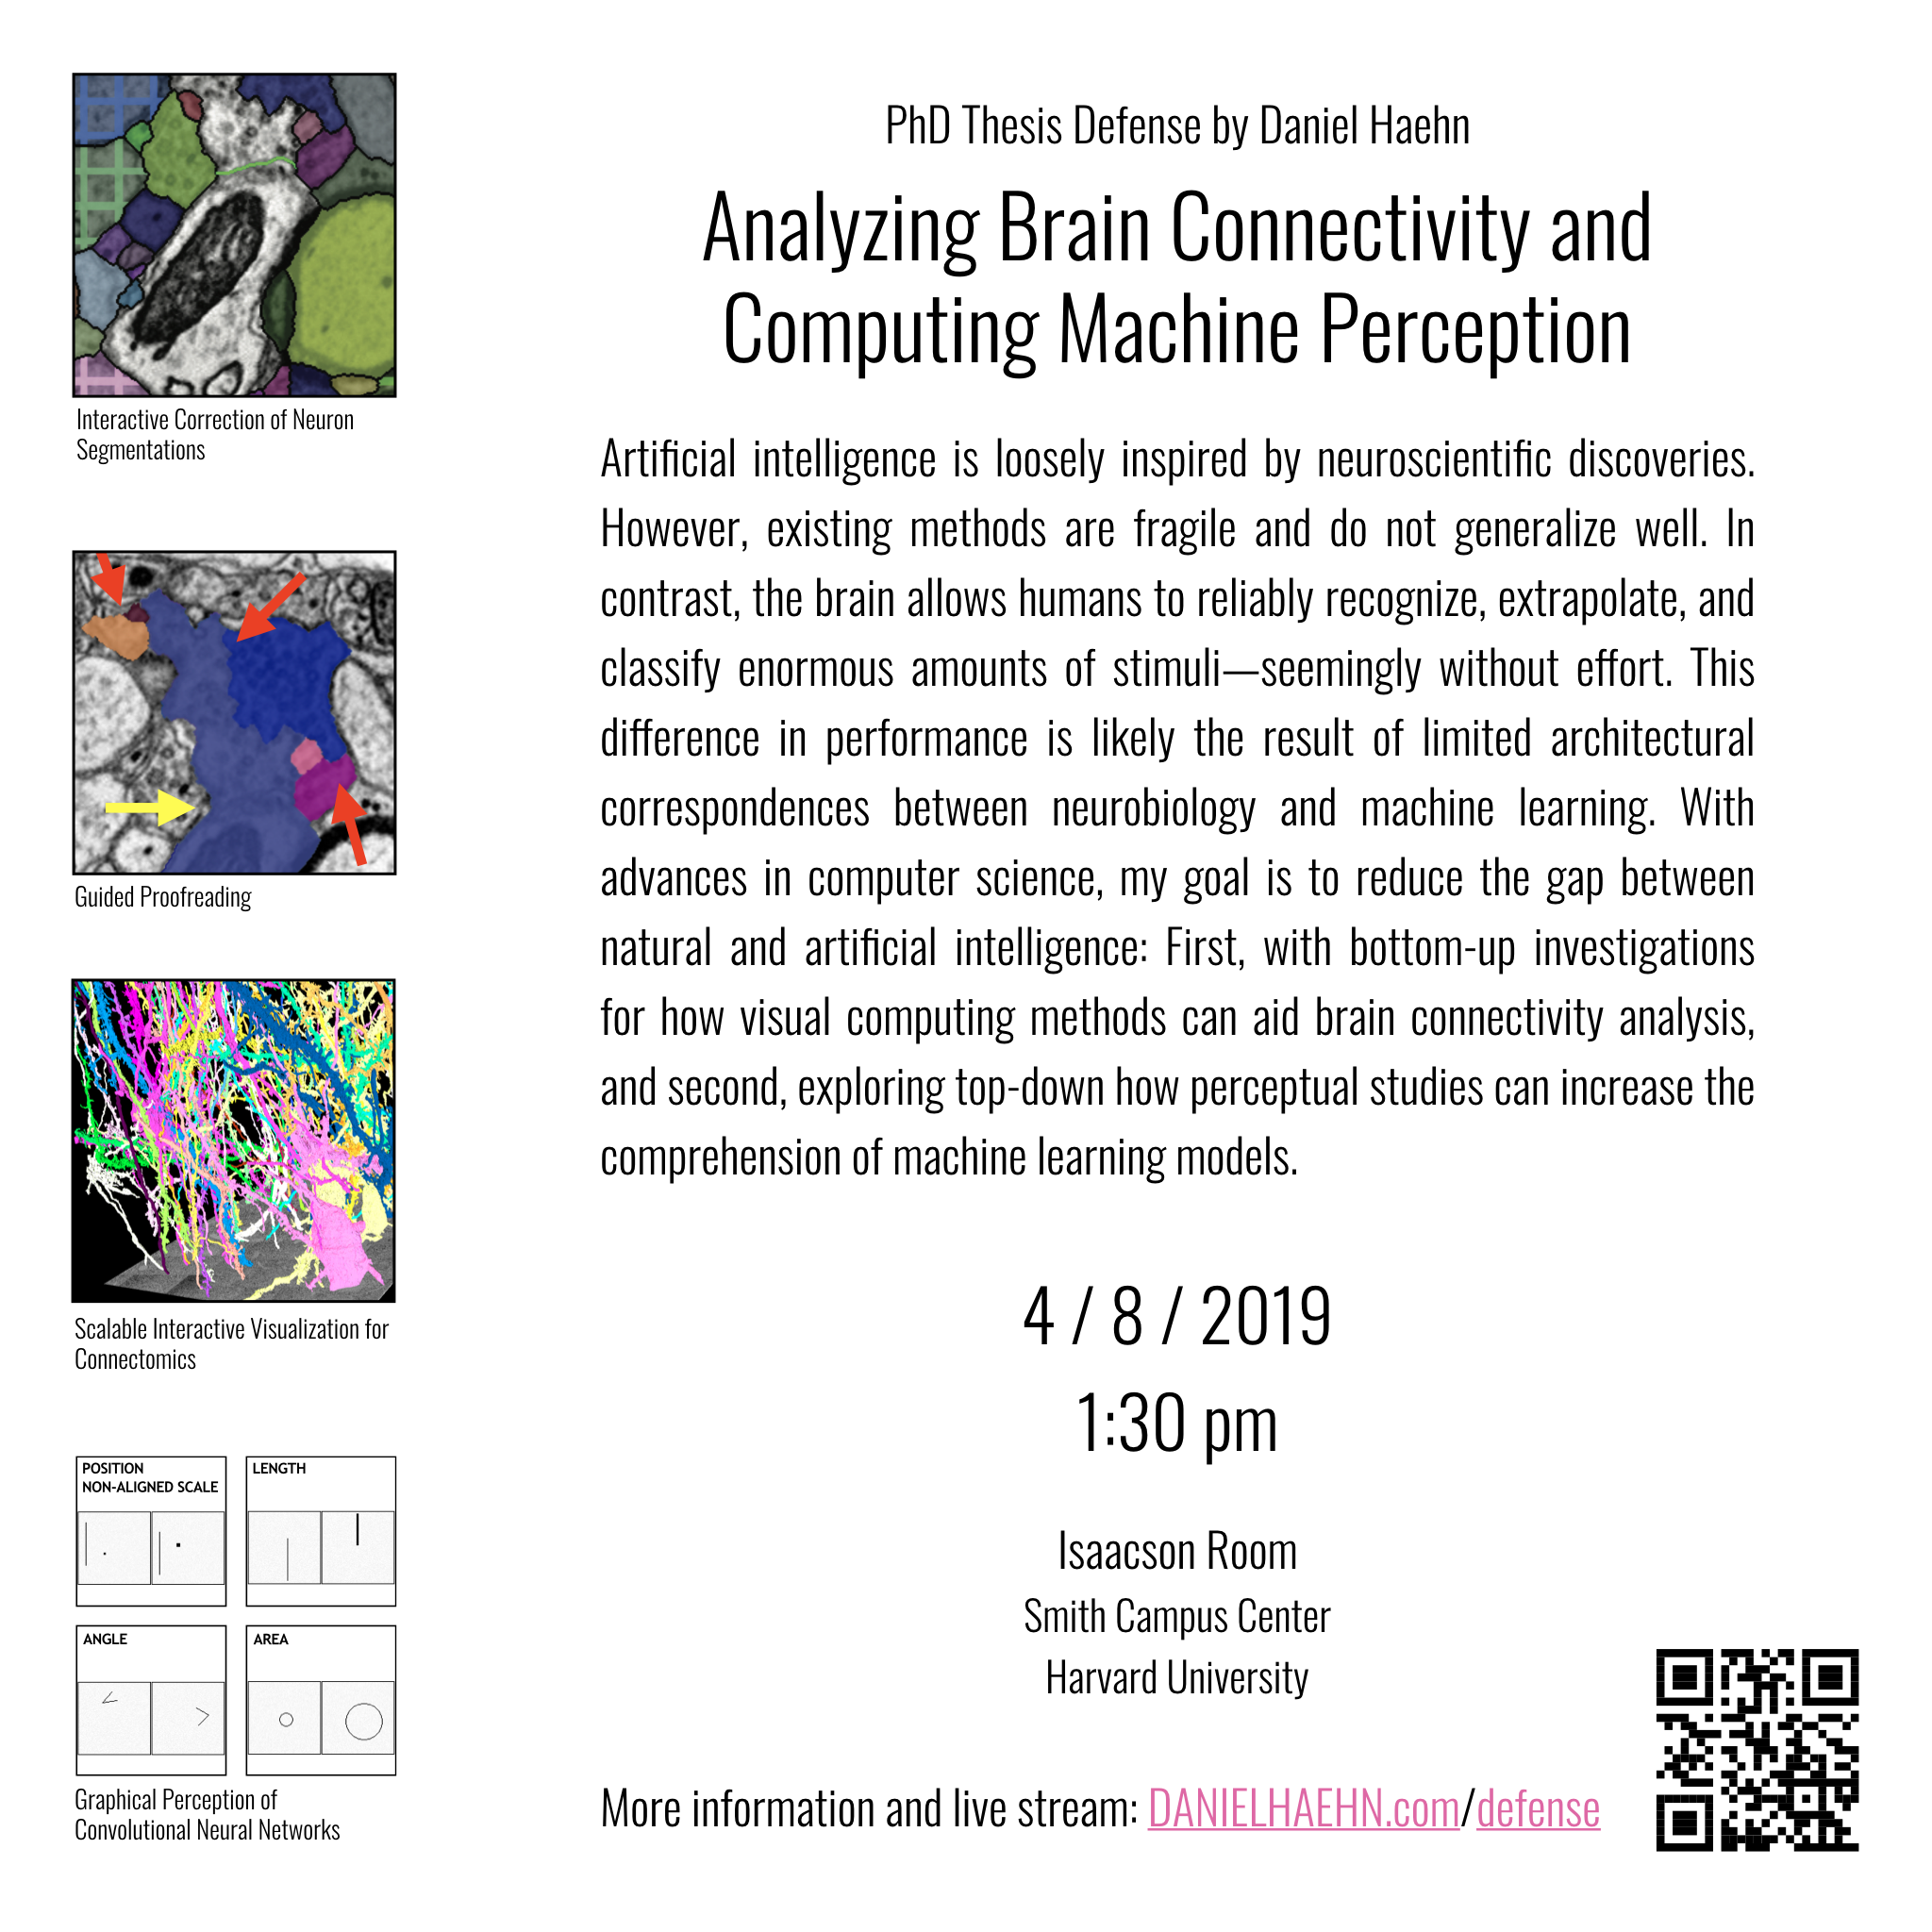 PhD Thesis Defense by Daniel Haehn
Analyzing Brain Connectivity and
Computing Machine Perception
Artificial intelligence is loosely inspired by neuroscientific discoveries.
However, existing methods are fragile and do not generalize well. In
contrast, the brain allows humans to reliably recognize, extrapolate, and
classify enormous amounts of stimuli—seemingly without effort. This
difference in performance is likely the result of limited architectural
correspondences between neurobiology and machine learning. With
advances in computer science, my goal is to reduce the gap between
natural and artificial intelligence: First, with bottom-up investigations
for how visual computing methods can aid brain connectivity analysis,
and second, exploring top-down how perceptual studies can increase the
comprehension of machine learning models.
4 / 8 / 2019
1:30 pm
Isaacson Room
Smith Campus Center
Harvard University
More information and live stream: DANIELHAEHN.com/defense
Interactive Correction of Neuron
Segmentations
Guided Proofreading
Scalable Interactive Visualization for
Connectomics
POSITION
NON-ALIGNED SCALE
LENGTH
ANGLE
AREA
Graphical Perception of
Convolutional Neural Networks